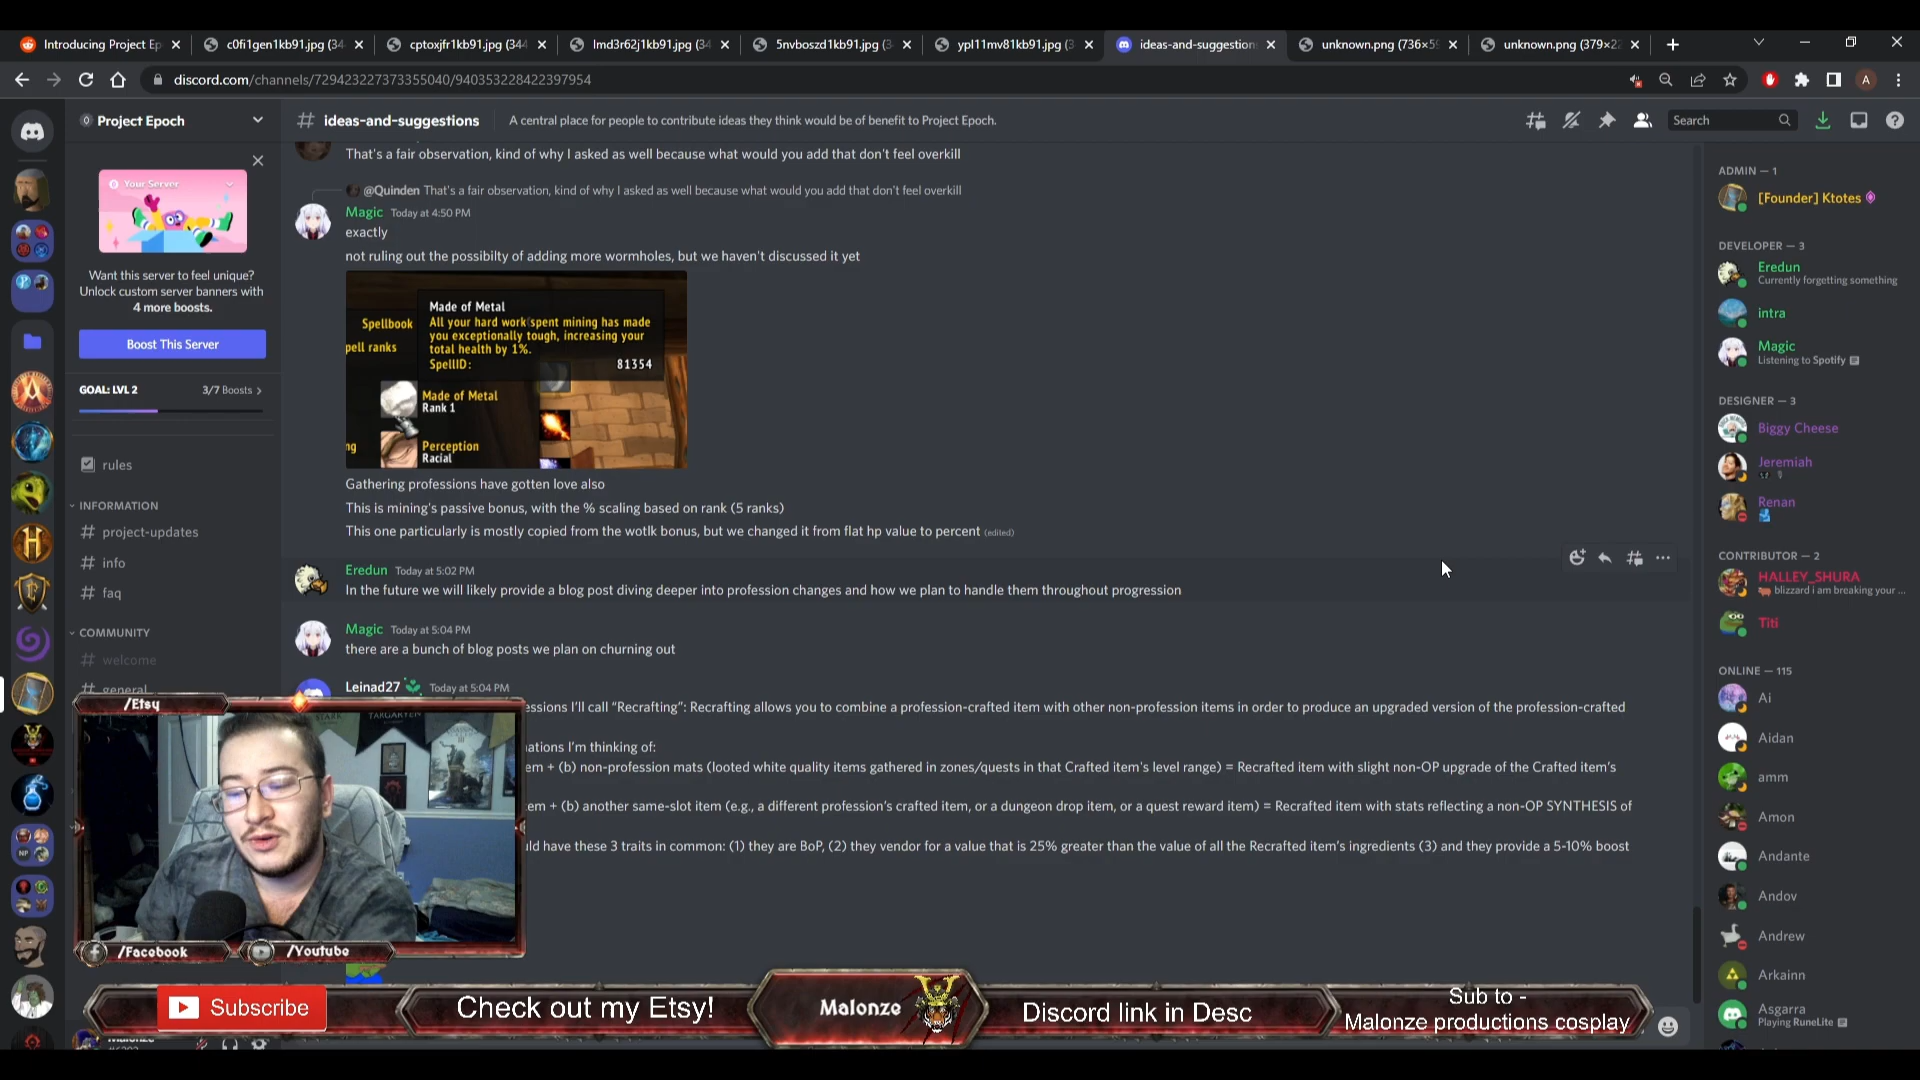 Introducing Project Ep
c0fi1gen1kb91.jpg (34
cptoxjfr1kb91.jpg (344
lmd3r62j1kb91.jpg (34
5nvboszd1kb91.jpg (3
ypl11mv81kb91.jpg (3
ideas-and-suggestion
unknown.png (736×5
unknown.png (379×2
discord.com/channels/729423227373355040/940353228422397954
A
Project Epoch
ideas-and-suggestions
A central place for people to contribute ideas they think would be of benefit to Project Epoch.
Search
Your Server
Want this server to feel unique?
Unlock custom server banners with
4 more boosts.
Boost This Server
GOAL: LVL 2
3/7 Boosts
rules
INFORMATION
# project-updates
# info
# faq
COMMUNITY
# welcome
# general
That's a fair observation, kind of why I asked as well because what would you add that don't feel overkill
@Quinden That's a fair observation, kind of why I asked as well because what would you add that don't feel overkill
Magic Today at 4:50 PM
exactly
not ruling out the possibilty of adding more wormholes, but we haven't discussed it yet
Made of Metal
All your hard work spent mining has made
you exceptionally tough, increasing your
total health by 1%.
SpellID: 81354
Spellbook
pell ranks
Made of Metal
Rank 1
ng
Perception
Racial
Gathering professions have gotten love also
This is mining's passive bonus, with the % scaling based on rank (5 ranks)
This one particularly is mostly copied from the wotlk bonus, but we changed it from flat hp value to percent (edited)
Eredun Today at 5:02 PM
In the future we will likely provide a blog post diving deeper into profession changes and how we plan to handle them throughout progression
Magic Today at 5:04 PM
there are a bunch of blog posts we plan on churning out
Leinad27 Today at 5:04 PM
essions I'll call "Recrafting": Recrafting allows you to combine a profession-crafted item with other non-profession items in order to produce an upgraded version of the profession-crafted
ations I'm thinking of:
em + (b) non-profession mats (looted white quality items gathered in zones/quests in that Crafted item's level range) = Recrafted item with slight non-OP upgrade of the Crafted item's
em + (b) another same-slot item (e.g., a different profession's crafted item, or a dungeon drop item, or a quest reward item) = Recrafted item with stats reflecting a non-OP SYNTHESIS of
ld have these 3 traits in common: (1) they are BoP, (2) they vendor for a value that is 25% greater than the value of all the Recrafted item's ingredients (3) and they provide a 5-10% boost
ADMIN — 1
[Founder] Ktotes
DEVELOPER — 3
Eredun
Currently forgetting something
intra
Magic
Listening to Spotify
DESIGNER — 3
Biggy Cheese
Jeremiah
Renan
CONTRIBUTOR — 2
HALLEY_SHURA
blizzard i am breaking your ...
Titi
ONLINE — 115
Ai
Aidan
amm
Amon
Andante
Andov
Andrew
Arkainn
Asgarra
Playing RuneLite
/Etsy
STARK
TARGARYEN
/Facebook
/Youtube
Subscribe
Check out my Etsy!
Malonze
Discord link in Desc
Sub to -
Malonze productions cosplay